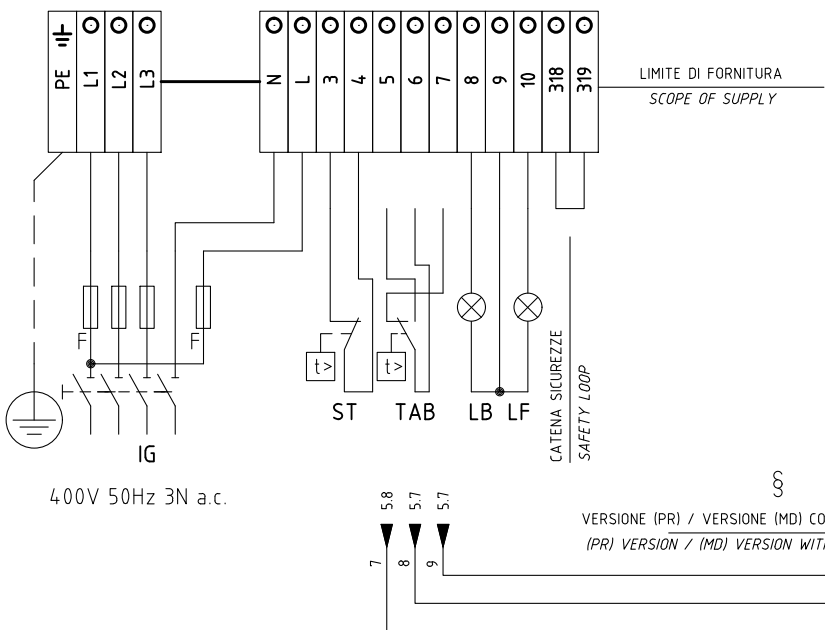 PE L1 L2 L3 N L 3 4 5 6 7 8 9 10 318 319
LIMITE DI FORNITURA
SCOPE OF SUPPLY
F F
t> t>
CATENA SICUREZZE
SAFETY LOOP
ST TAB LB LF
IG
400V 50Hz 3N a.c.
5.8 5.7 5.7
7 8 9
§
VERSIONE (PR) / VERSIONE (MD) CO
(PR) VERSION / (MD) VERSION WIT